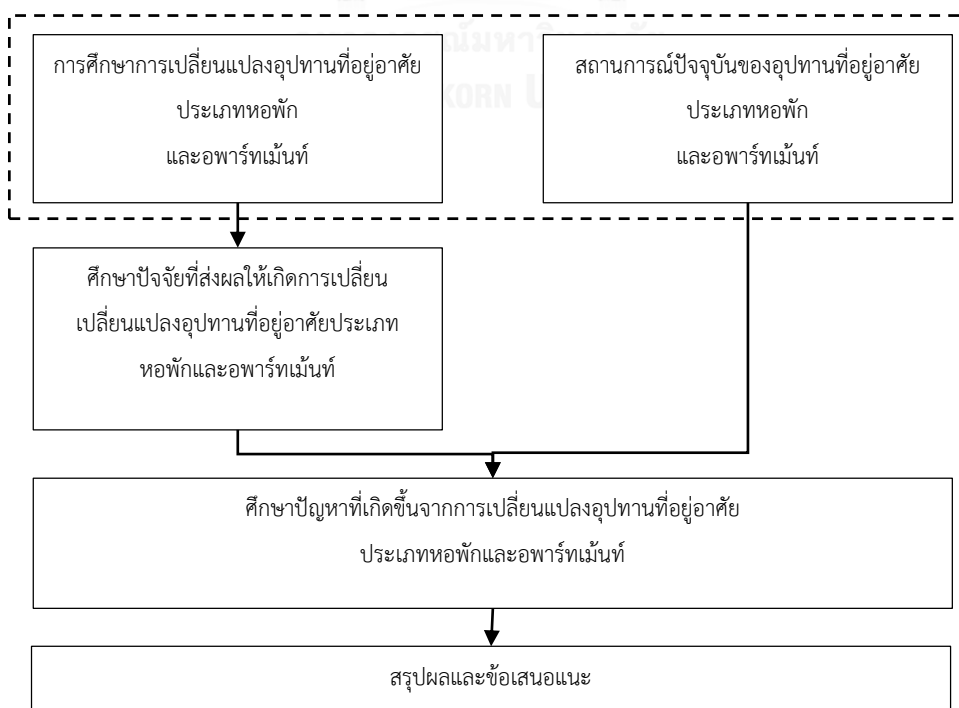 การศึกษาการเปลี่ยนแปลงอุปทานที่อยู่อาศัย
ประเภทหอพัก
และอพาร์ทเม้นท์
สถานการณ์ปัจจุบันของอุปทานที่อยู่อาศัย
ประเภทหอพัก
และอพาร์ทเม้นท์
ศึกษาปัจจัยที่ส่งผลให้เกิดการเปลี่ยน
เปลี่ยนแปลงอุปทานที่อยู่อาศัยประเภท
หอพักและอพาร์ทเม้นท์
ศึกษาปัญหาที่เกิดขึ้นจากการเปลี่ยนแปลงอุปทานที่อยู่อาศัย
ประเภทหอพักและอพาร์ทเม้นท์
สรุปผลและข้อเสนอแนะ